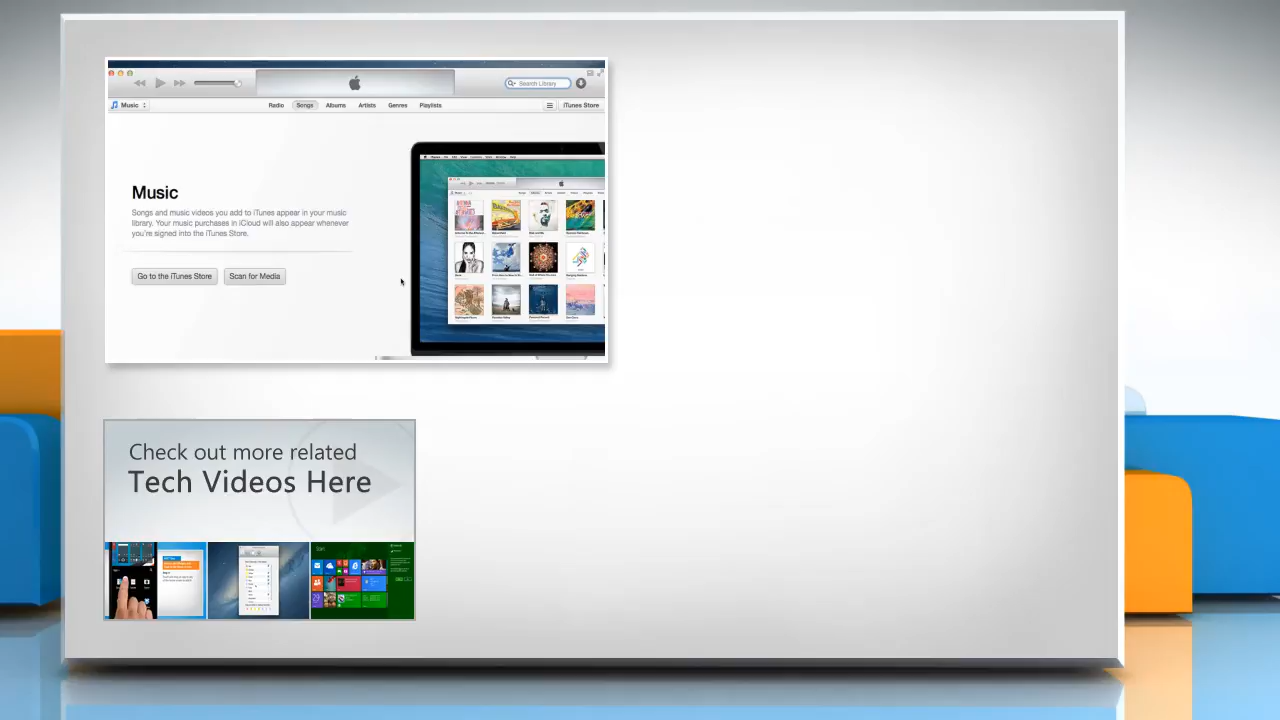 Search Library
Music
Radio Songs Albums Artists Genres Playlists
iTunes Store
Music
Songs and music videos you add to iTunes appear in your music
library. Your music purchases in iCloud will also appear whenever
you're signed into the iTunes Store.
Go to the iTunes Store Scan for Media
Check out more related
Tech Videos Here